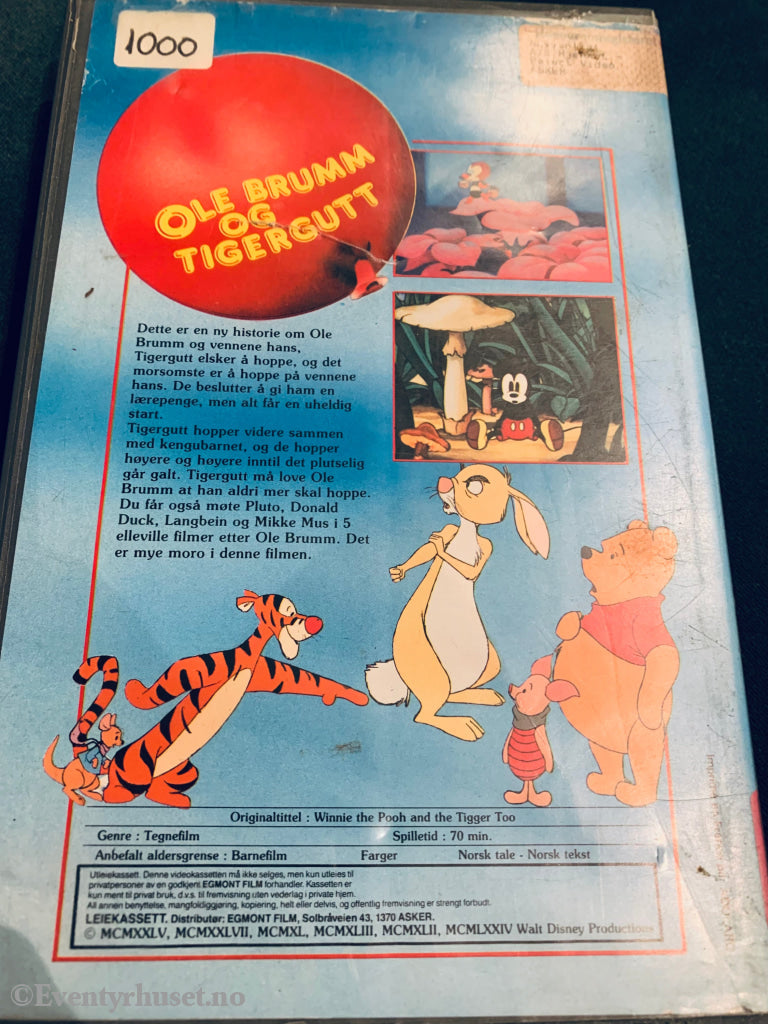 1000
OLE BRUMM
OG
TIGERGUTT
Dette er en ny historie om Ole
Brumm og vennene hans,
Tigergutt elsker å hoppe, og det
morsomste er å hoppe på vennene
hans. De beslutter å gi ham en
lærepenge, men alt får en uheldig
start.
Tigergutt hopper videre sammen
med kengubarnet, og de hopper
høyere og høyere inntil det plutselig
går galt. Tigergutt må love Ole
Brumm at han aldri mer skal hoppe.
Du får også møte Pluto, Donald
Duck, Langbein og Mikke Mus i 5
elleville filmer etter Ole Brumm. Det
er mye moro i denne filmen.
Originaltittel : Winnie the Pooh and the Tigger Too
Genre : Tegnefilm Spilletid : 70 min.
Anbefalt aldersgrense : Barnefilm Farger Norsk tale - Norsk tekst
Utleiekassett. Denne videokassetten må ikke selges, men kun utleies til
privatpersoner av en godkjent EGMONT FILM forhandler. Kassetten er
kun ment til privat bruk, d.v.s. til fremvisning uten vederlag i private hjem.
All annen benyttelse, mangfoldiggjøring, kopiering, helt eller delvis, og offentlig fremvisning er strengt forbudt.
LEIEKASSETT. Distributør: EGMONT FILM, Solbråveien 43, 1370 ASKER.
© MCMXXLV, MCMXXLVII, MCMXL, MCMXLIII, MCMXLII, MCMLXXIV Walt Disney Productions
©Eventyrhuset.no